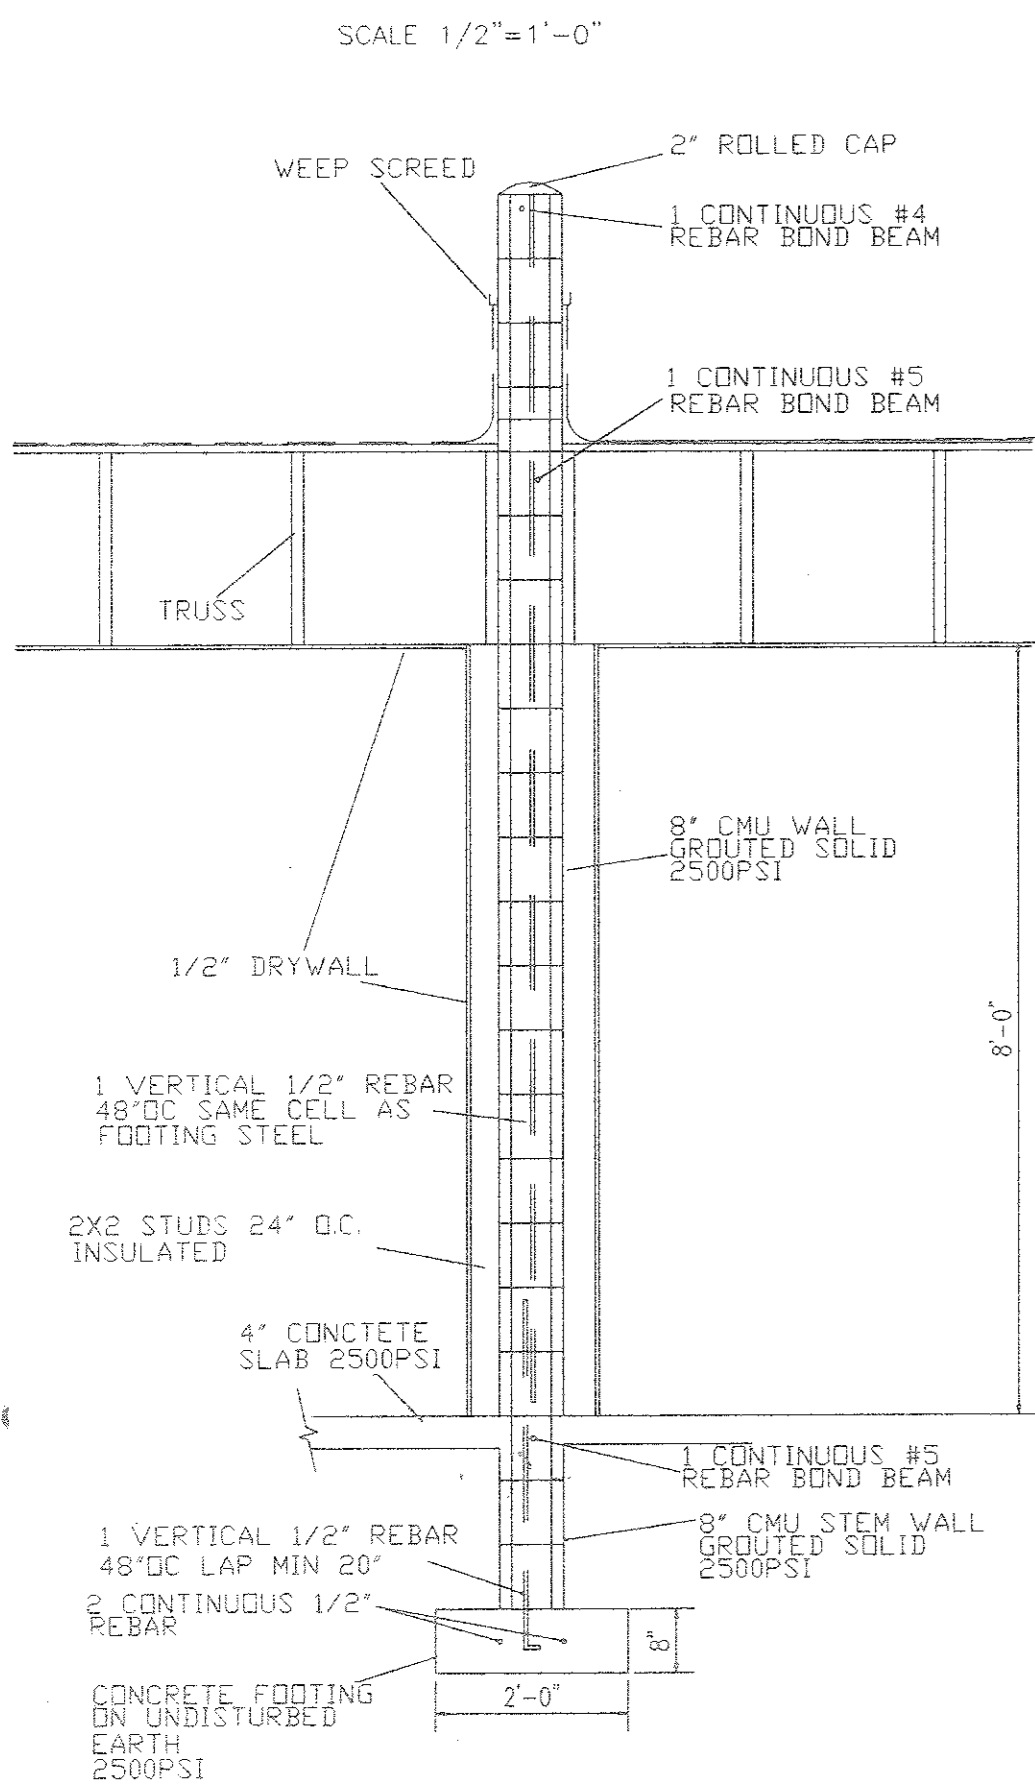 SCALE 1/2"=1'-0"
WEEP SCREED
2" ROLLED CAP
1 CONTINUOUS #4
REBAR BOND BEAM
1 CONTINUOUS #5
REBAR BOND BEAM
TRUSS
8" CMU WALL
GROUTED SOLID
2500PSI
1/2" DRYWALL
8'-0"
1 VERTICAL 1/2" REBAR
48"OC SAME CELL AS
FOOTING STEEL
2X2 STUDS 24" O.C.
INSULATED
4" CONCTETE
SLAB 2500PSI
1 CONTINUOUS #5
REBAR BOND BEAM
8" CMU STEM WALL
GROUTED SOLID
2500PSI
1 VERTICAL 1/2" REBAR
48"OC LAP MIN 20"
2 CONTINUOUS 1/2"
REBAR
8"
2'-0"
CONCRETE FOOTING
ON UNDISTURBED
EARTH
2500PSI